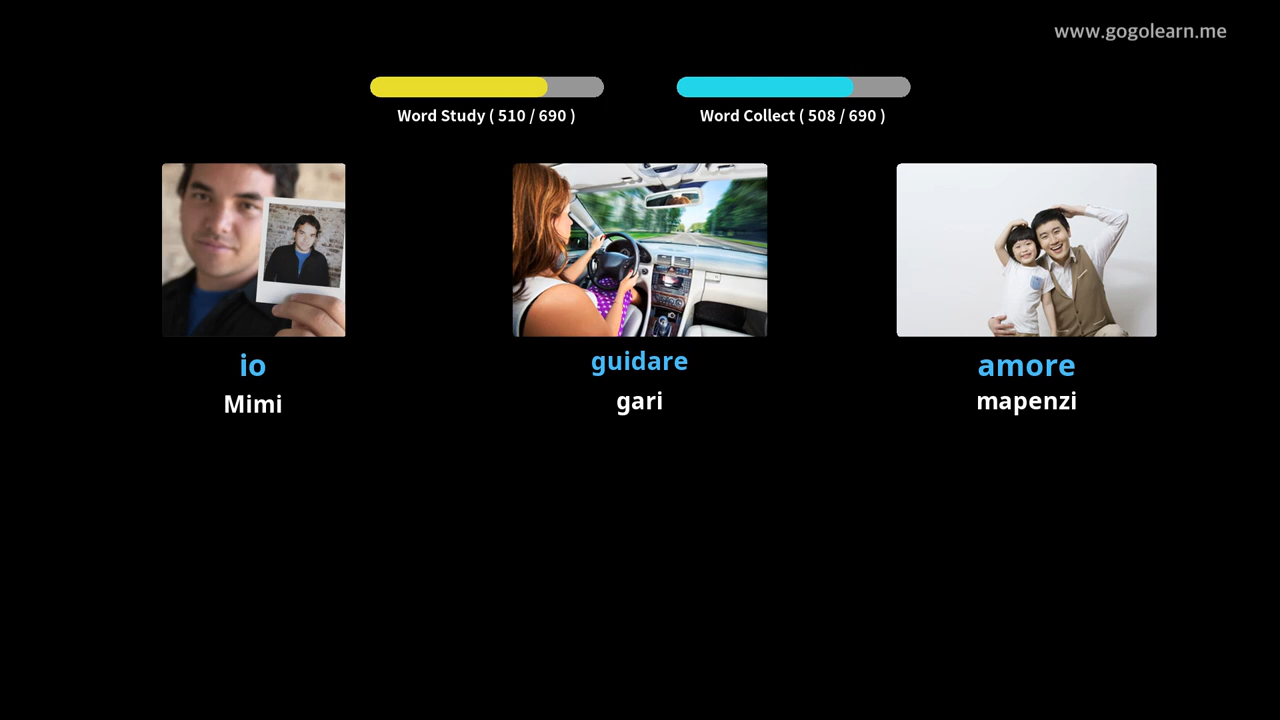 www.gogolearn.me
Word Study ( 510 / 690 )
Word Collect ( 508 / 690 )
io
Mimi
guidare
gari
amore
mapenzi